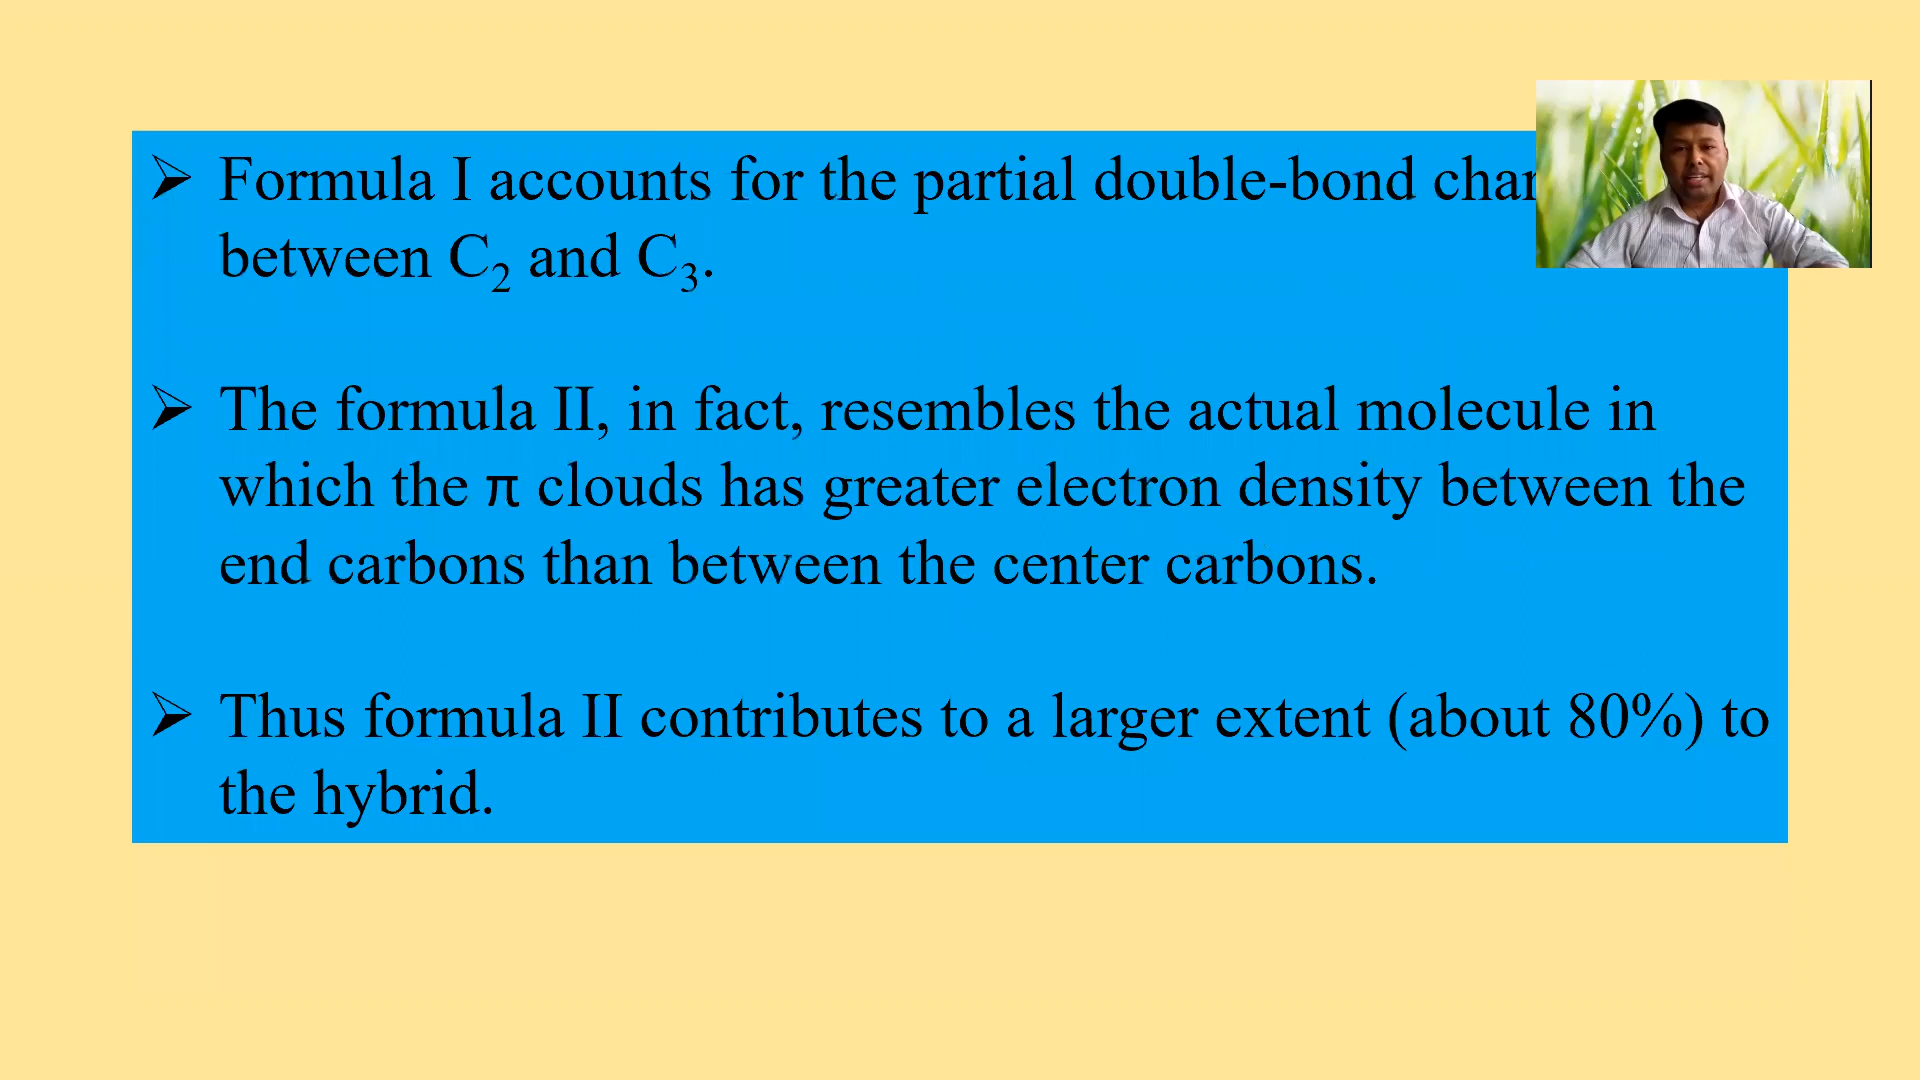 ➢ Formula I accounts for the partial double-bond
between C₂ and C₃.
➢ The formula II, in fact, resembles the actual molecule in
which the π clouds has greater electron density between the
end carbons than between the center carbons.
➢ Thus formula II contributes to a larger extent (about 80%) to
the hybrid.